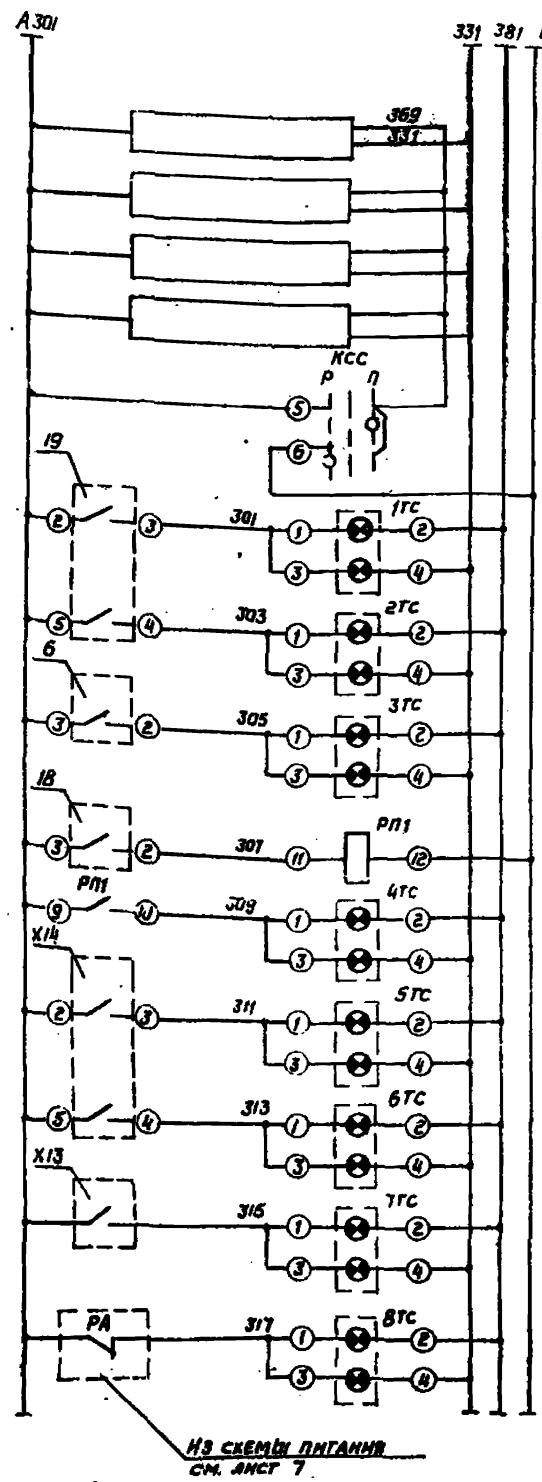 А301 331 381
369
331
КСС
Р П
5
6
19
2 3 301 1 1ТС 2
3 4
5 4 303 1 2ТС 2
3 4
6
3 2 305 1 3ТС 2
3 4
18
3 2 307 11 РП1 12
РП1
9 309 1 4ТС 2
3 4
Х14
2 3 311 1 5ТС 2
3 4
5 4 313 1 6ТС 2
3 4
Х13
315 1 7ТС 2
3 4
РА 317 1 8ТС 2
3 4
ИЗ СХЕМЫ ПИТАНИЯ
СМ. ЛИСТ 7